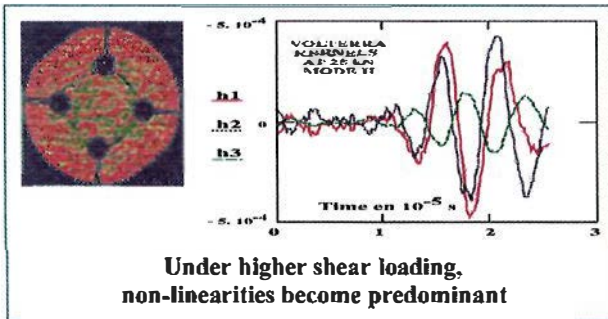 - 5. 10-4
VOLTERRA
KERNELS
AT 25 kN
MODE II
h1
h2
h3
0
- 5. 10-4
Time en 10-5 s
0 1 2 3
Under higher shear loading,
non-linearities become predominant